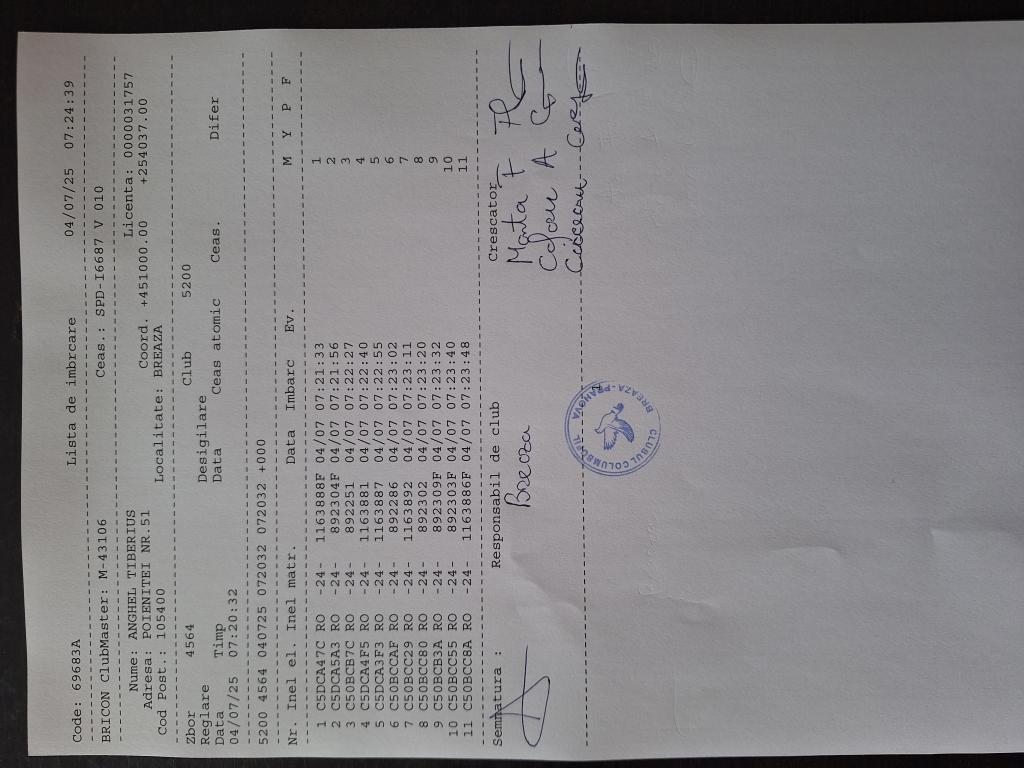 Code: 69683A Lista de imbrcare 04/07/25 07:24:39
BRICON ClubMaster: M-43106 Ceas.: SPD-I6687 V 010
Nume: ANGHEL TIBERIUS Licenta: 0000031757
Adresa: POIENITEI NR.51 Coord. +451000.00 +254037.00
Cod Post.: 105400 Localitate: BREAZA
Zbor 4564 Club 5200
Reglare Desigilare
Data Timp Data Ceas atomic Ceas. Difer
04/07/25 07:20:32
5200 4564 040725 072032 072032 +000
Nr. Inel el. Inel matr. Data Imbarc Ev. M Y P F
1 C5DCA47C RO -24- 1163888F 04/07 07:21:33 1
2 C5DCA5A3 RO -24- 892304F 04/07 07:21:56 2
3 C50BCB7C RO -24- 892251 04/07 07:22:27 3
4 C5DCA4F5 RO -24- 1163881 04/07 07:22:40 4
5 C5DCA3F3 RO -24- 1163887 04/07 07:22:55 5
6 C50BCCAF RO -24- 892286 04/07 07:23:02 6
7 C50BCC29 RO -24- 1163892 04/07 07:23:11 7
8 C50BCC80 RO -24- 892302 04/07 07:23:20 8
9 C50BCB3A RO -24- 892309F 04/07 07:23:32 9
10 C50BCC55 RO -24- 892303F 04/07 07:23:40 10
11 C50BCC8A RO -24- 1163886F 04/07 07:23:48 11
Semnatura : Responsabil de club Crescator
Breaza Manta F
A
1
CLUBUL COLUMBOFIL
BREAZA-PRAHOVA